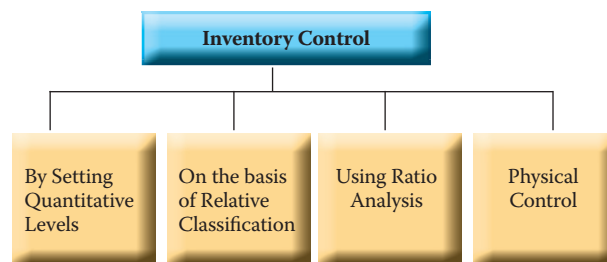 Inventory Control
By Setting
Quantitative
Levels
On the basis
of Relative
Classification
Using Ratio
Analysis
Physical
Control